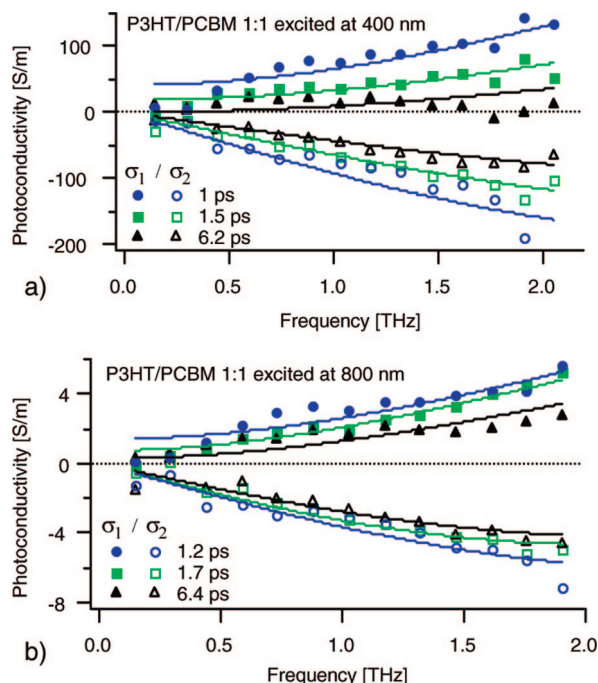 P3HT/PCBM 1:1 excited at 400 nm
Photoconductivity [S/m]
100
0
-100
-200
σ1 / σ2
1 ps
1.5 ps
6.2 ps
0.0 0.5 1.0 1.5 2.0
Frequency [THz]
a)
P3HT/PCBM 1:1 excited at 800 nm
Photoconductivity [S/m]
4
0
-4
-8
σ1 / σ2
1.2 ps
1.7 ps
6.4 ps
0.0 0.5 1.0 1.5 2.0
Frequency [THz]
b)